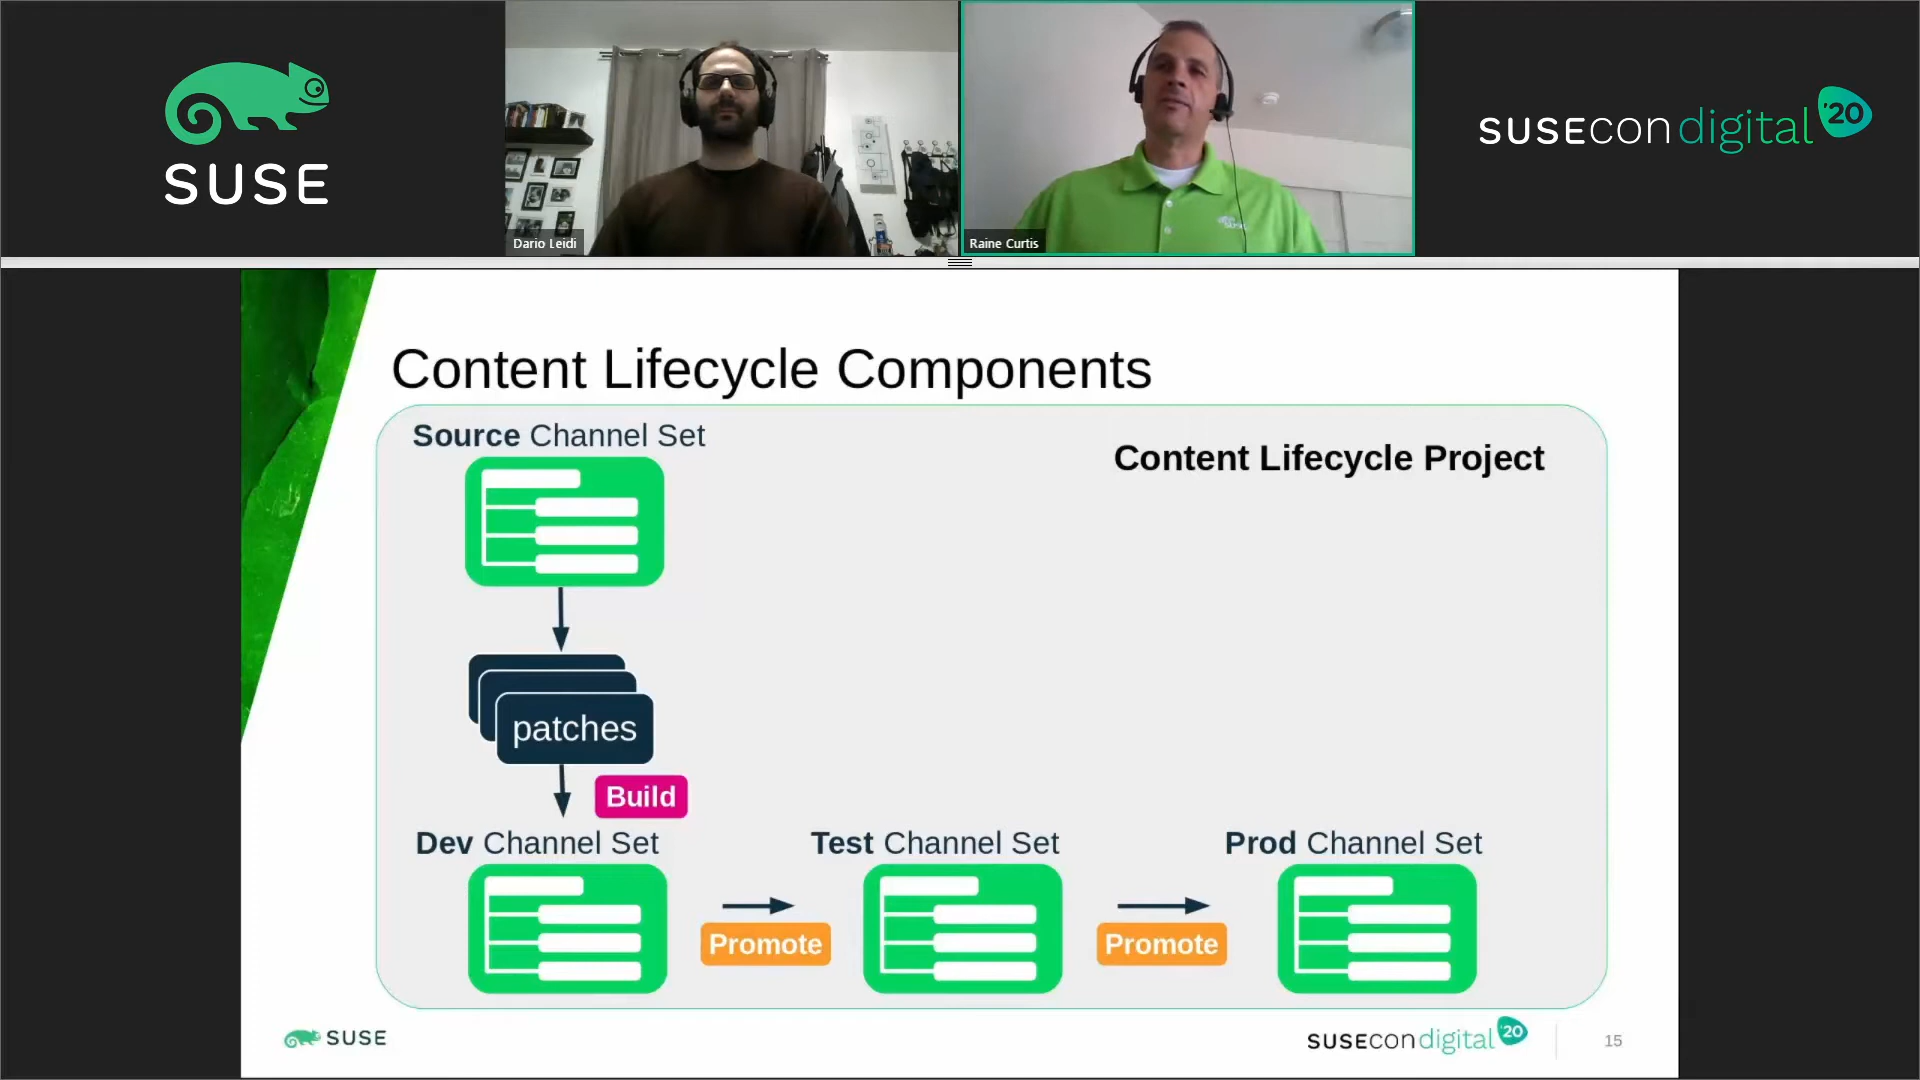 SUSE
Dario Leidi
Raine Curtis
SUSEcon digital '20
Content Lifecycle Components
Source Channel Set
Content Lifecycle Project
patches
Build
Dev Channel Set
Test Channel Set
Prod Channel Set
Promote
Promote
SUSE
SUSEcon digital '20
15